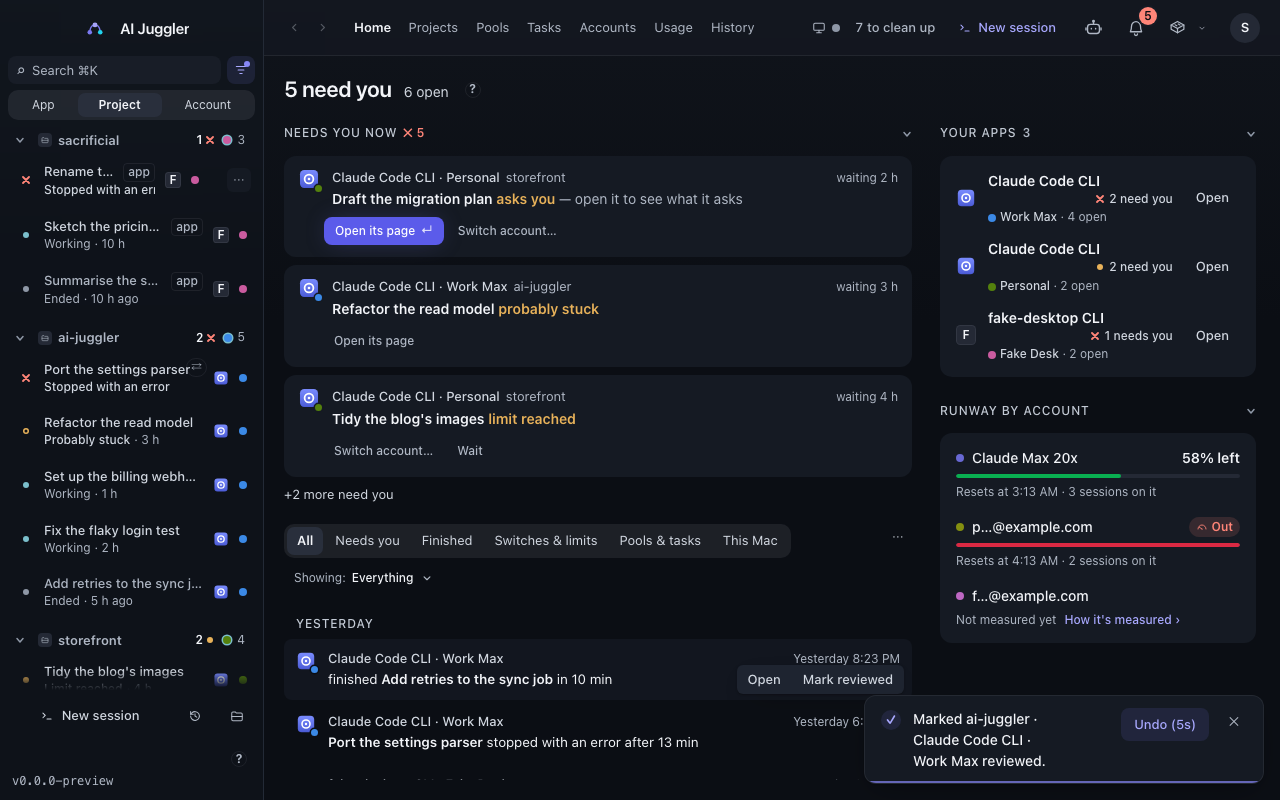 AI Juggler
Search ⌘K
App Project Account
sacrificial 1 3
Rename t... app F
Stopped with an err
Sketch the pricin... app F
Working · 10 h
Summarise the s... app F
Ended · 10 h ago
ai-juggler 2 5
Port the settings parser
Stopped with an error
Refactor the read model
Probably stuck · 3 h
Set up the billing webh...
Working · 1 h
Fix the flaky login test
Working · 2 h
Add retries to the sync j...
Ended · 5 h ago
storefront 2 4
Tidy the blog's images
Limit reached · 4 h
New session
?
v0.0.0-preview
Home Projects Pools Tasks Accounts Usage History
7 to clean up
New session
5
S
5 need you 6 open ?
NEEDS YOU NOW 5
Claude Code CLI · Personal storefront waiting 2 h
Draft the migration plan asks you — open it to see what it asks
Open its page ↵ Switch account...
Claude Code CLI · Work Max ai-juggler waiting 3 h
Refactor the read model probably stuck
Open its page
Claude Code CLI · Personal storefront waiting 4 h
Tidy the blog's images limit reached
Switch account... Wait
+2 more need you
All Needs you Finished Switches & limits Pools & tasks This Mac
Showing: Everything
YESTERDAY
Claude Code CLI · Work Max Yesterday 8:23 PM
finished Add retries to the sync job in 10 min
Open Mark reviewed
Claude Code CLI · Work Max Yesterday 6:
Port the settings parser stopped with an error after 13 min
YOUR APPS 3
Claude Code CLI
2 need you Open
Work Max · 4 open
Claude Code CLI
2 need you Open
Personal · 2 open
F fake-desktop CLI
1 needs you Open
Fake Desk · 2 open
RUNWAY BY ACCOUNT
Claude Max 20x 58% left
Resets at 3:13 AM · 3 sessions on it
p...@example.com Out
Resets at 4:13 AM · 2 sessions on it
f...@example.com
Not measured yet How it's measured ›
Marked ai-juggler ·
Claude Code CLI ·
Work Max reviewed.
Undo (5s)